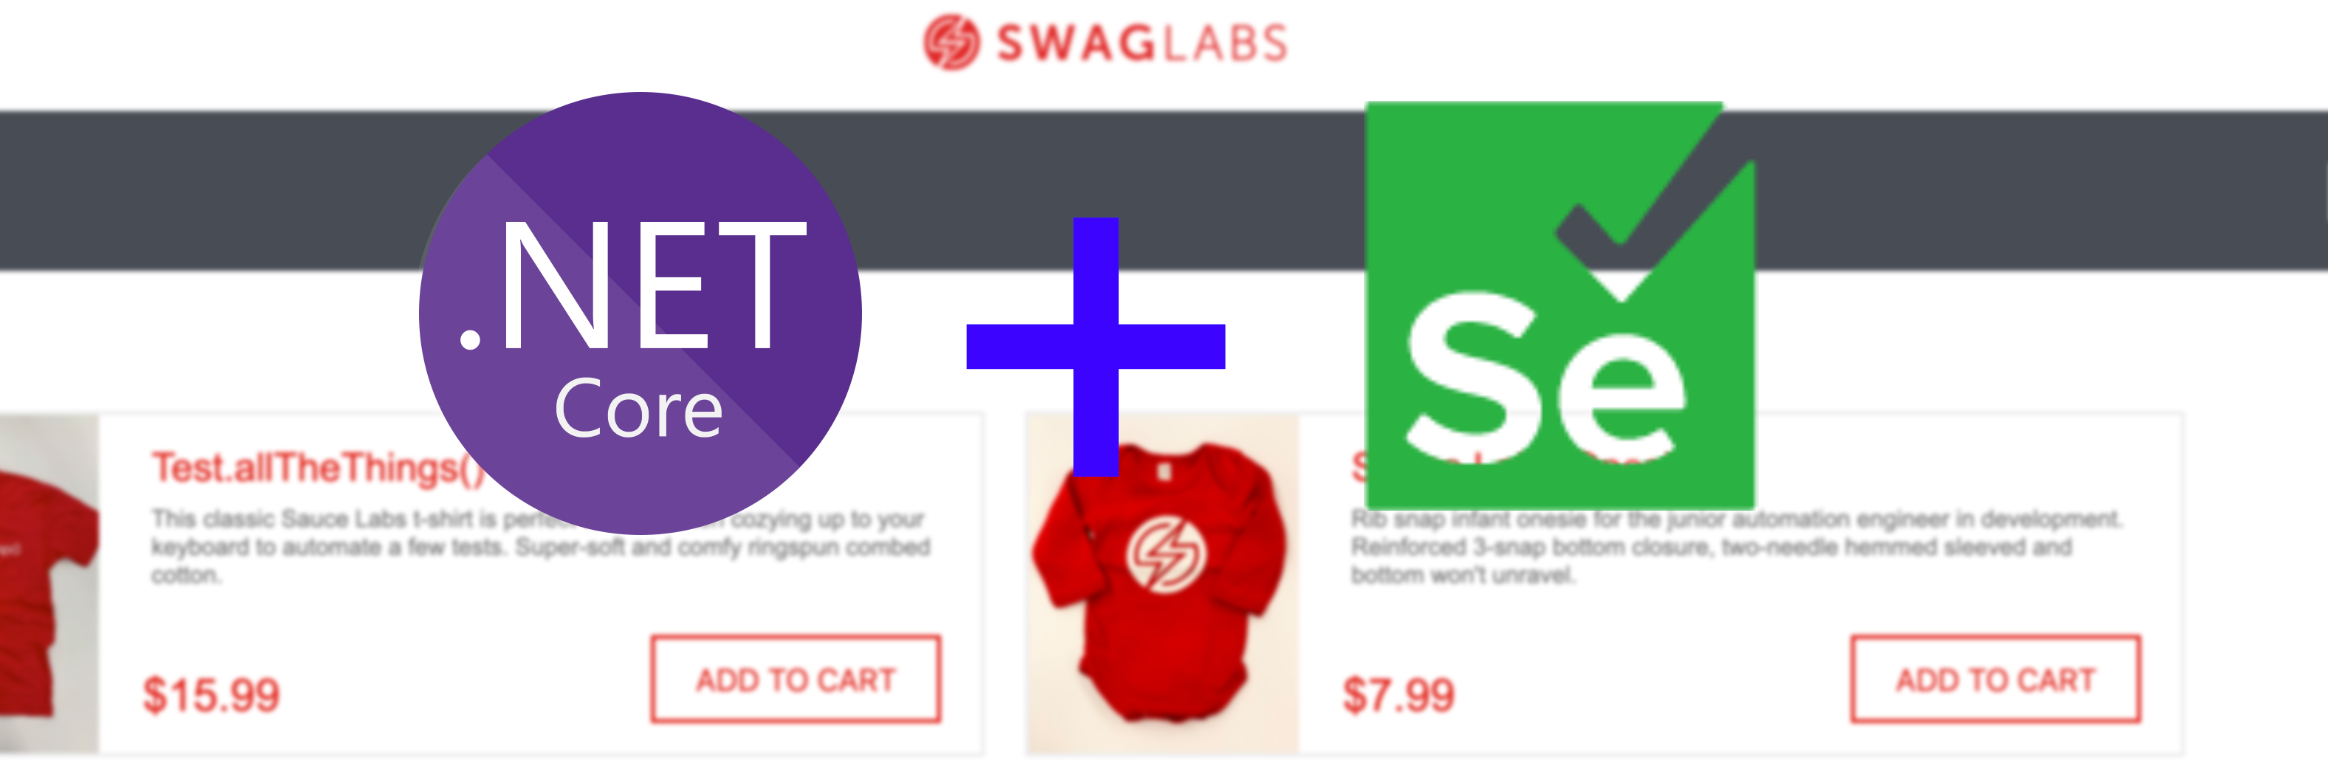 SWAGLABS
.NET
Core
Se
Test.allTheThings()
This classic Sauce Labs t-shirt is cozying up to your
keyboard to automate a few tests. Super-soft and comfy ringspun combed
cotton.
$15.99
ADD TO CART
Rib snap infant onesie for the junior automation engineer in development.
Reinforced 3-snap bottom closure, two-needle hemmed sleeved and
bottom won't unravel.
$7.99
ADD TO CART